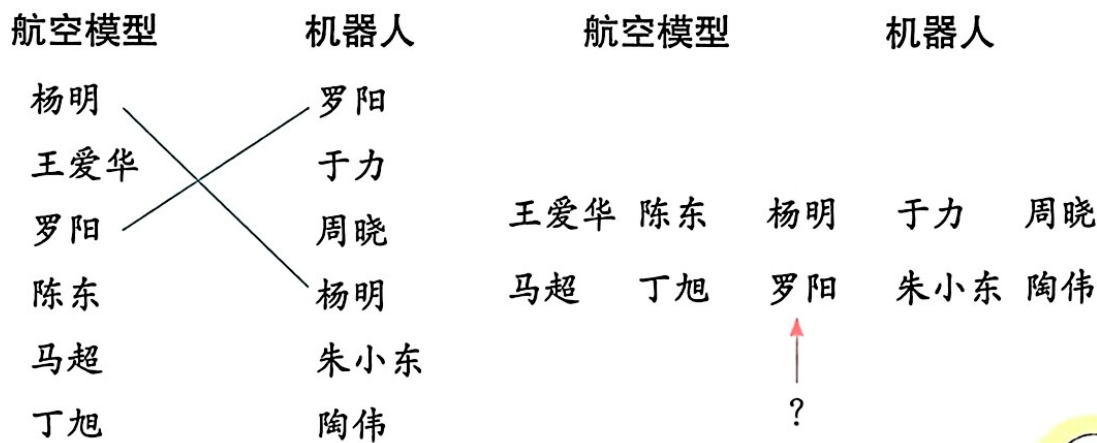 航空模型 机器人
杨明 罗阳
王爱华 于力
罗阳 周晓
陈东 杨明
马超 朱小东
丁旭 陶伟
航空模型 机器人
王爱华 陈东 杨明 于力 周晓
马超 丁旭 罗阳 朱小东 陶伟
?